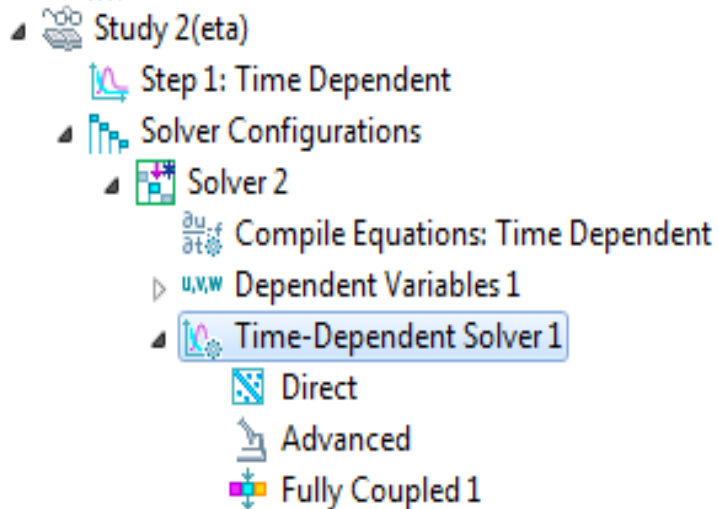 Study 2(eta)
Step 1: Time Dependent
Solver Configurations
Solver 2
Compile Equations: Time Dependent
u,v,w Dependent Variables 1
Time-Dependent Solver 1
Direct
Advanced
Fully Coupled 1